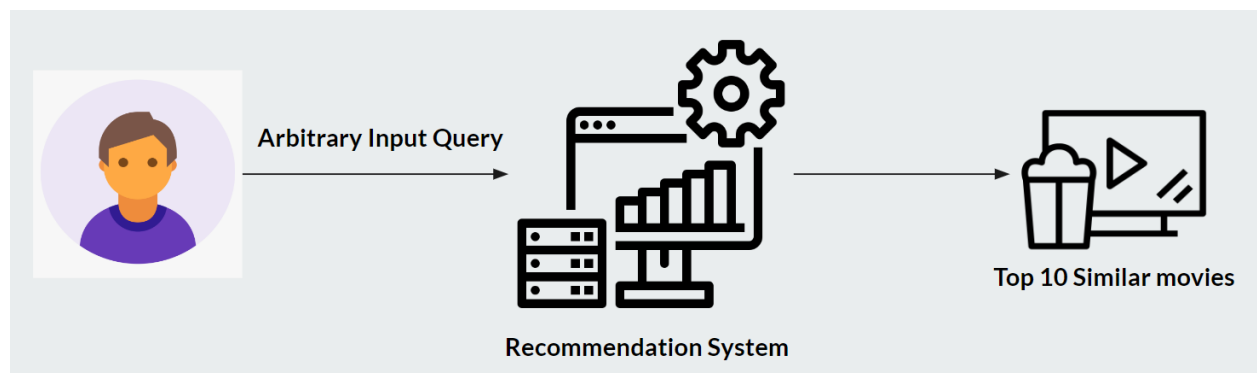 Arbitrary Input Query
Recommendation System
Top 10 Similar movies